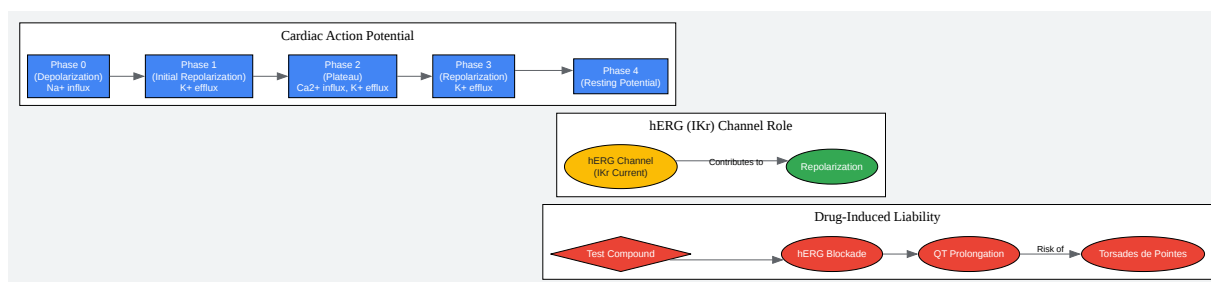 Cardiac Action Potential
Phase 0
(Depolarization)
Na+ influx
Phase 1
(Initial Repolarization)
K+ efflux
Phase 2
(Plateau)
Ca2+ influx, K+ efflux
Phase 3
(Repolarization)
K+ efflux
Phase 4
(Resting Potential)
hERG (IKr) Channel Role
hERG Channel
(IKr Current)
Contributes to
Repolarization
Drug-Induced Liability
Test Compound
hERG Blockade
QT Prolongation
Risk of
Torsades de Pointes